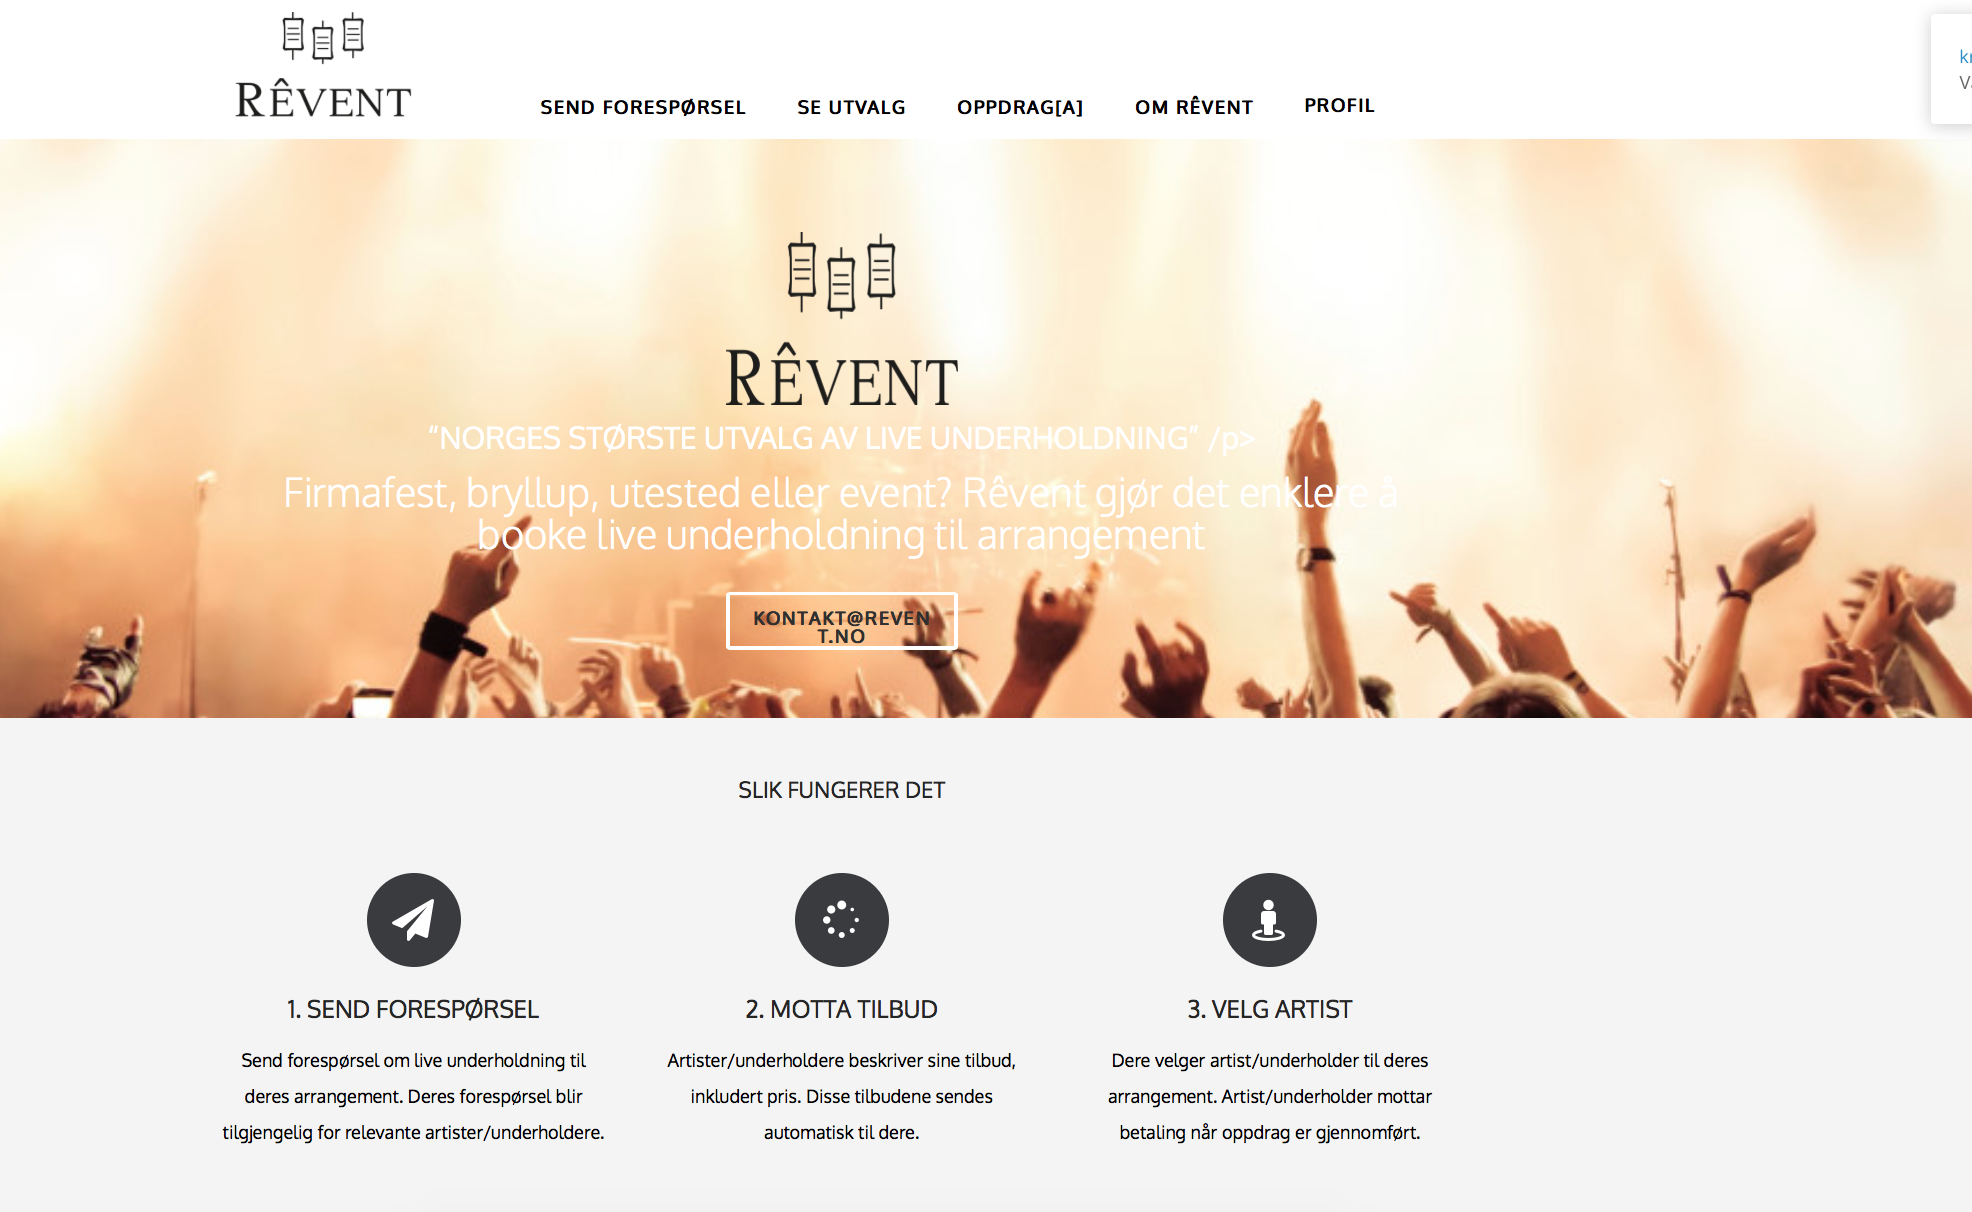 RÊVENT
SEND FORESPØRSEL
SE UTVALG
OPPDRAG[A]
OM RÊVENT
PROFIL
RÊVENT
“NORGES STØRSTE UTVALG AV LIVE UNDERHOLDNING” /p>
Firmafest, bryllup, utested eller event? Rêvent gjør det enklere å
booke live underholdning til arrangement
KONTAKT@REVEN
T.NO
SLIK FUNGERER DET
1. SEND FORESPØRSEL
Send forespørsel om live underholdning til
deres arrangement. Deres forespørsel blir
tilgjengelig for relevante artister/underholdere.
2. MOTTA TILBUD
Artister/underholdere beskriver sine tilbud,
inkludert pris. Disse tilbudene sendes
automatisk til dere.
3. VELG ARTIST
Dere velger artist/underholder til deres
arrangement. Artist/underholder mottar
betaling når oppdrag er gjennomført.